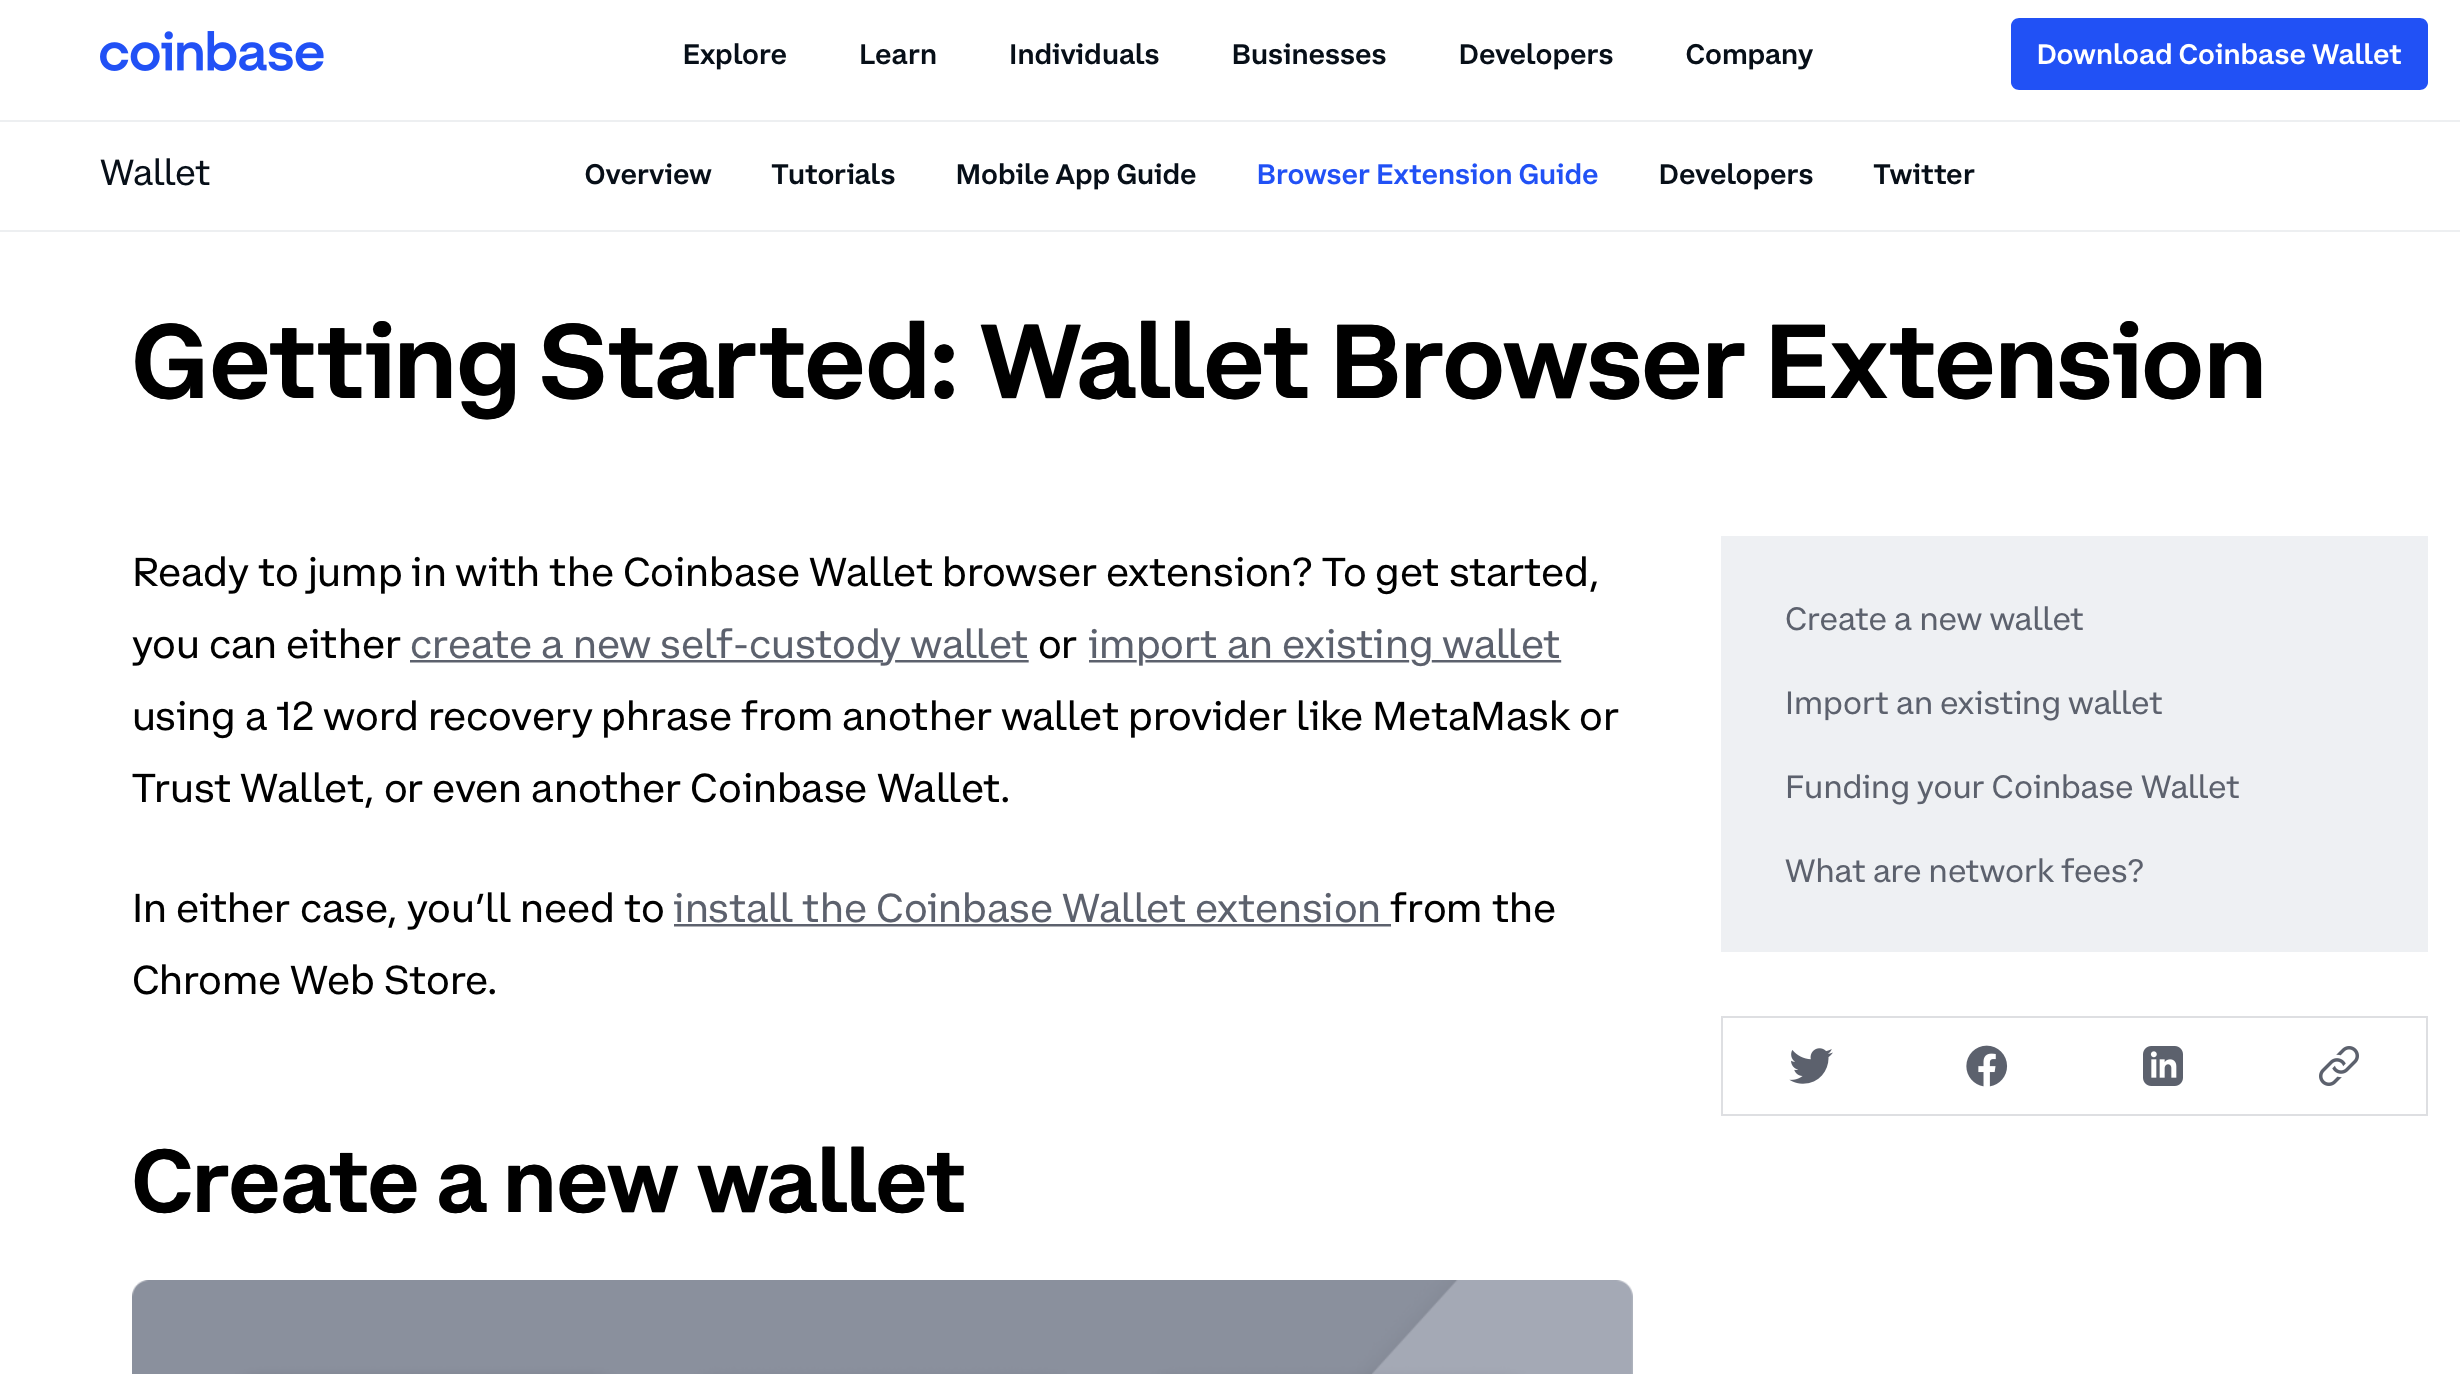 coinbase
Explore
Learn
Individuals
Businesses
Developers
Company
Download Coinbase Wallet
Wallet
Overview
Tutorials
Mobile App Guide
Browser Extension Guide
Developers
Twitter
Getting Started: Wallet Browser Extension
Ready to jump in with the Coinbase Wallet browser extension? To get started,
you can either create a new self-custody wallet or import an existing wallet
using a 12 word recovery phrase from another wallet provider like MetaMask or
Trust Wallet, or even another Coinbase Wallet.
In either case, you’ll need to install the Coinbase Wallet extension from the
Chrome Web Store.
Create a new wallet
Import an existing wallet
Funding your Coinbase Wallet
What are network fees?
Create a new wallet